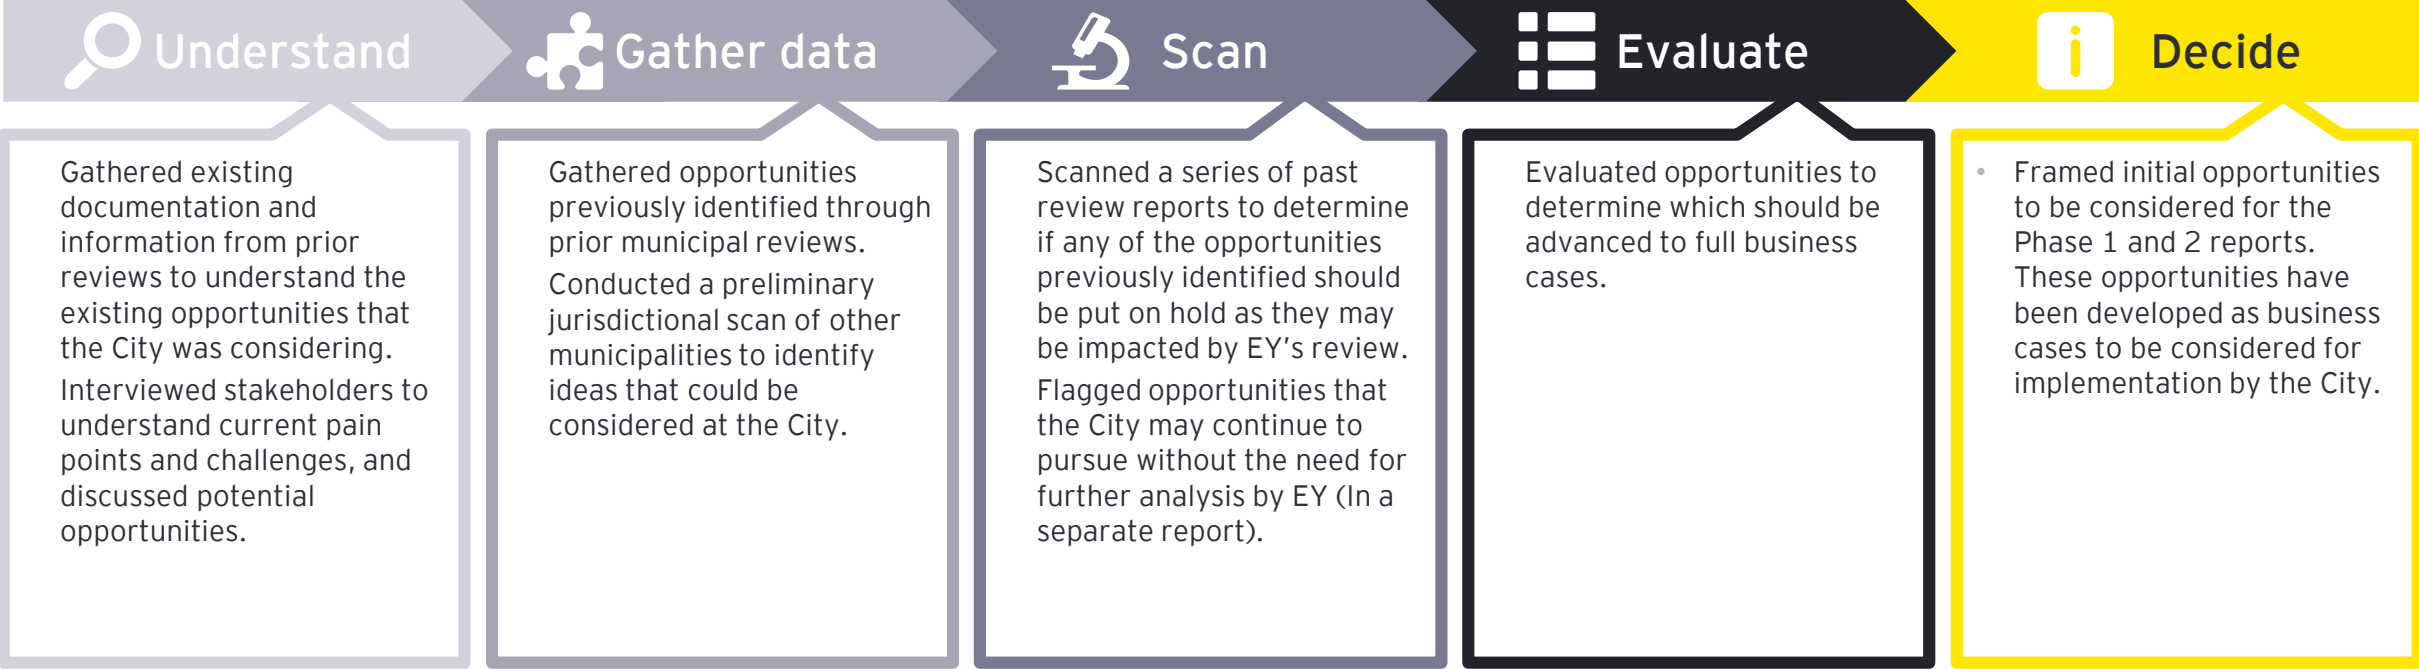 Understand
Gather data
Scan
Evaluate
Decide
Gathered existing
documentation and
information from prior
reviews to understand the
existing opportunities that
the City was considering.
Interviewed stakeholders to
understand current pain
points and challenges, and
discussed potential
opportunities.
Gathered opportunities
previously identified through
prior municipal reviews.
Conducted a preliminary
jurisdictional scan of other
municipalities to identify
ideas that could be
considered at the City.
Scanned a series of past
review reports to determine
if any of the opportunities
previously identified should
be put on hold as they may
be impacted by EY’s review.
Flagged opportunities that
the City may continue to
pursue without the need for
further analysis by EY (In a
separate report).
Evaluated opportunities to
determine which should be
advanced to full business
cases.
• Framed initial opportunities
to be considered for the
Phase 1 and 2 reports.
These opportunities have
been developed as business
cases to be considered for
implementation by the City.